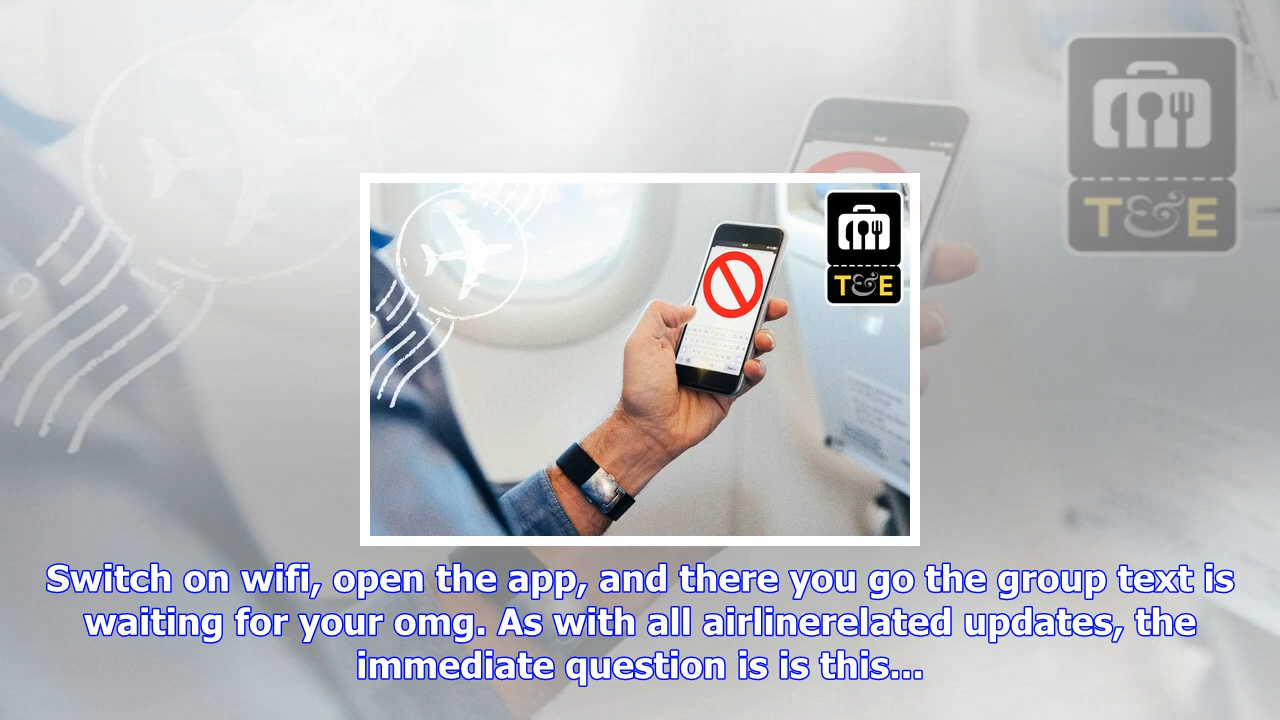 T&E
T&E
Switch on wifi, open the app, and there you go the group text is
waiting for your omg. As with all airlinerelated updates, the
immediate question is is this...